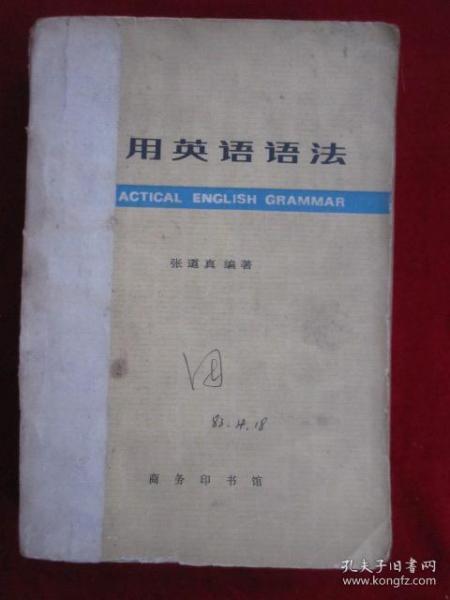 用英语语法
ACTICAL ENGLISH GRAMMAR
张道真 编著
83.4.18
商务印书馆
孔夫子旧书网
www.kongfz.com